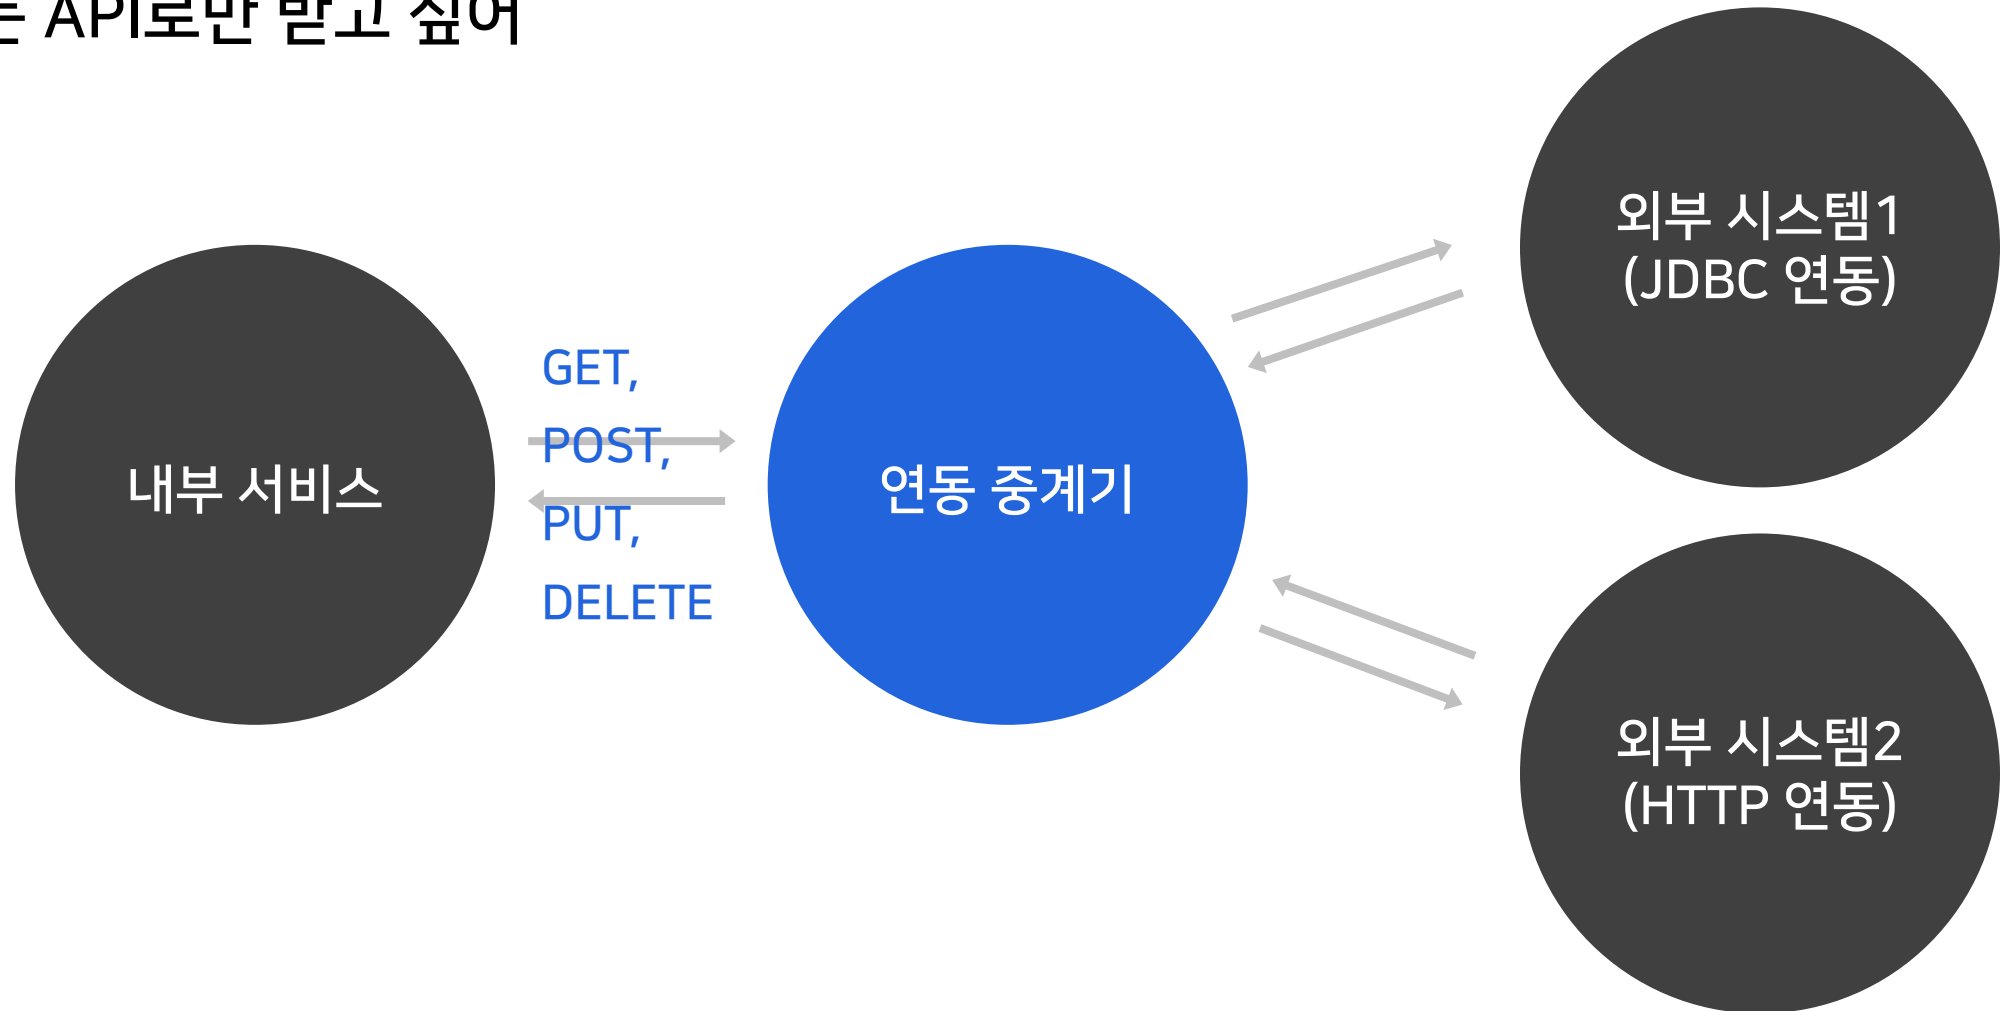 API로만 받고 싶어
외부 시스템1
(JDBC 연동)
GET,
POST,
내부 서비스
연동 중계기
PUT,
DELETE
외부 시스템2
(HTTP 연동)